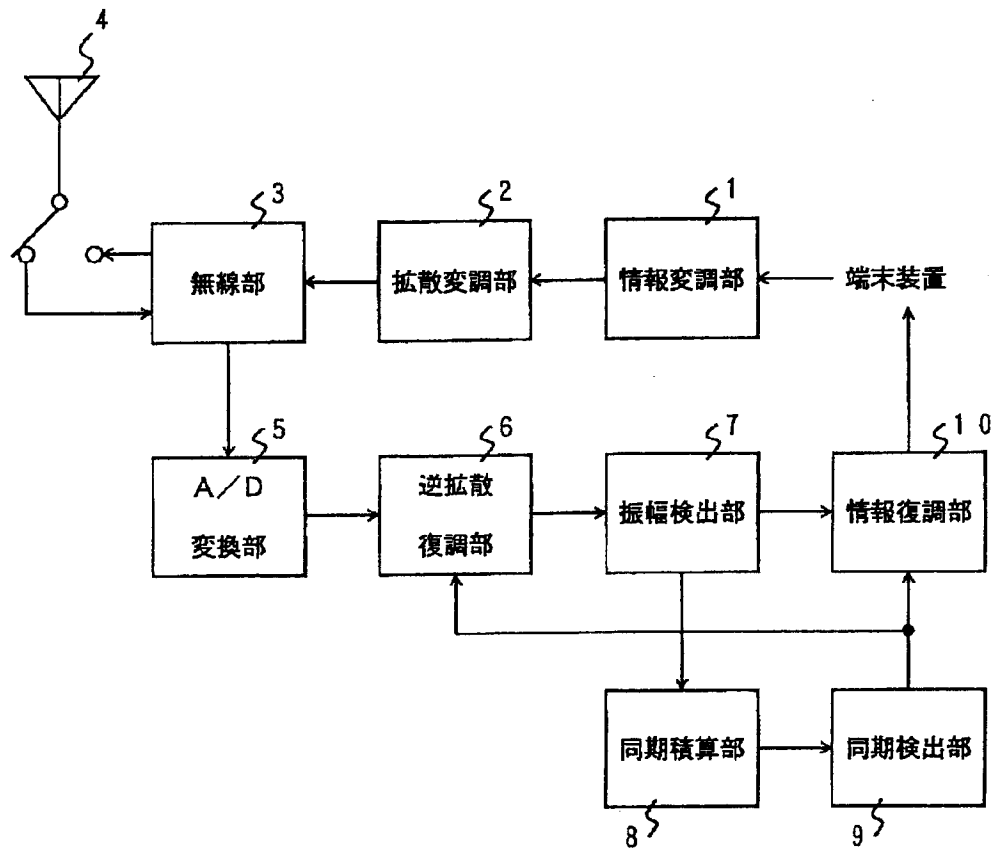 4
3
2
1
無線部
拡散変調部
情報変調部
端末装置
5
6
7
10
A/D
変換部
逆拡散
復調部
振幅検出部
情報復調部
同期積算部
同期検出部
8
9